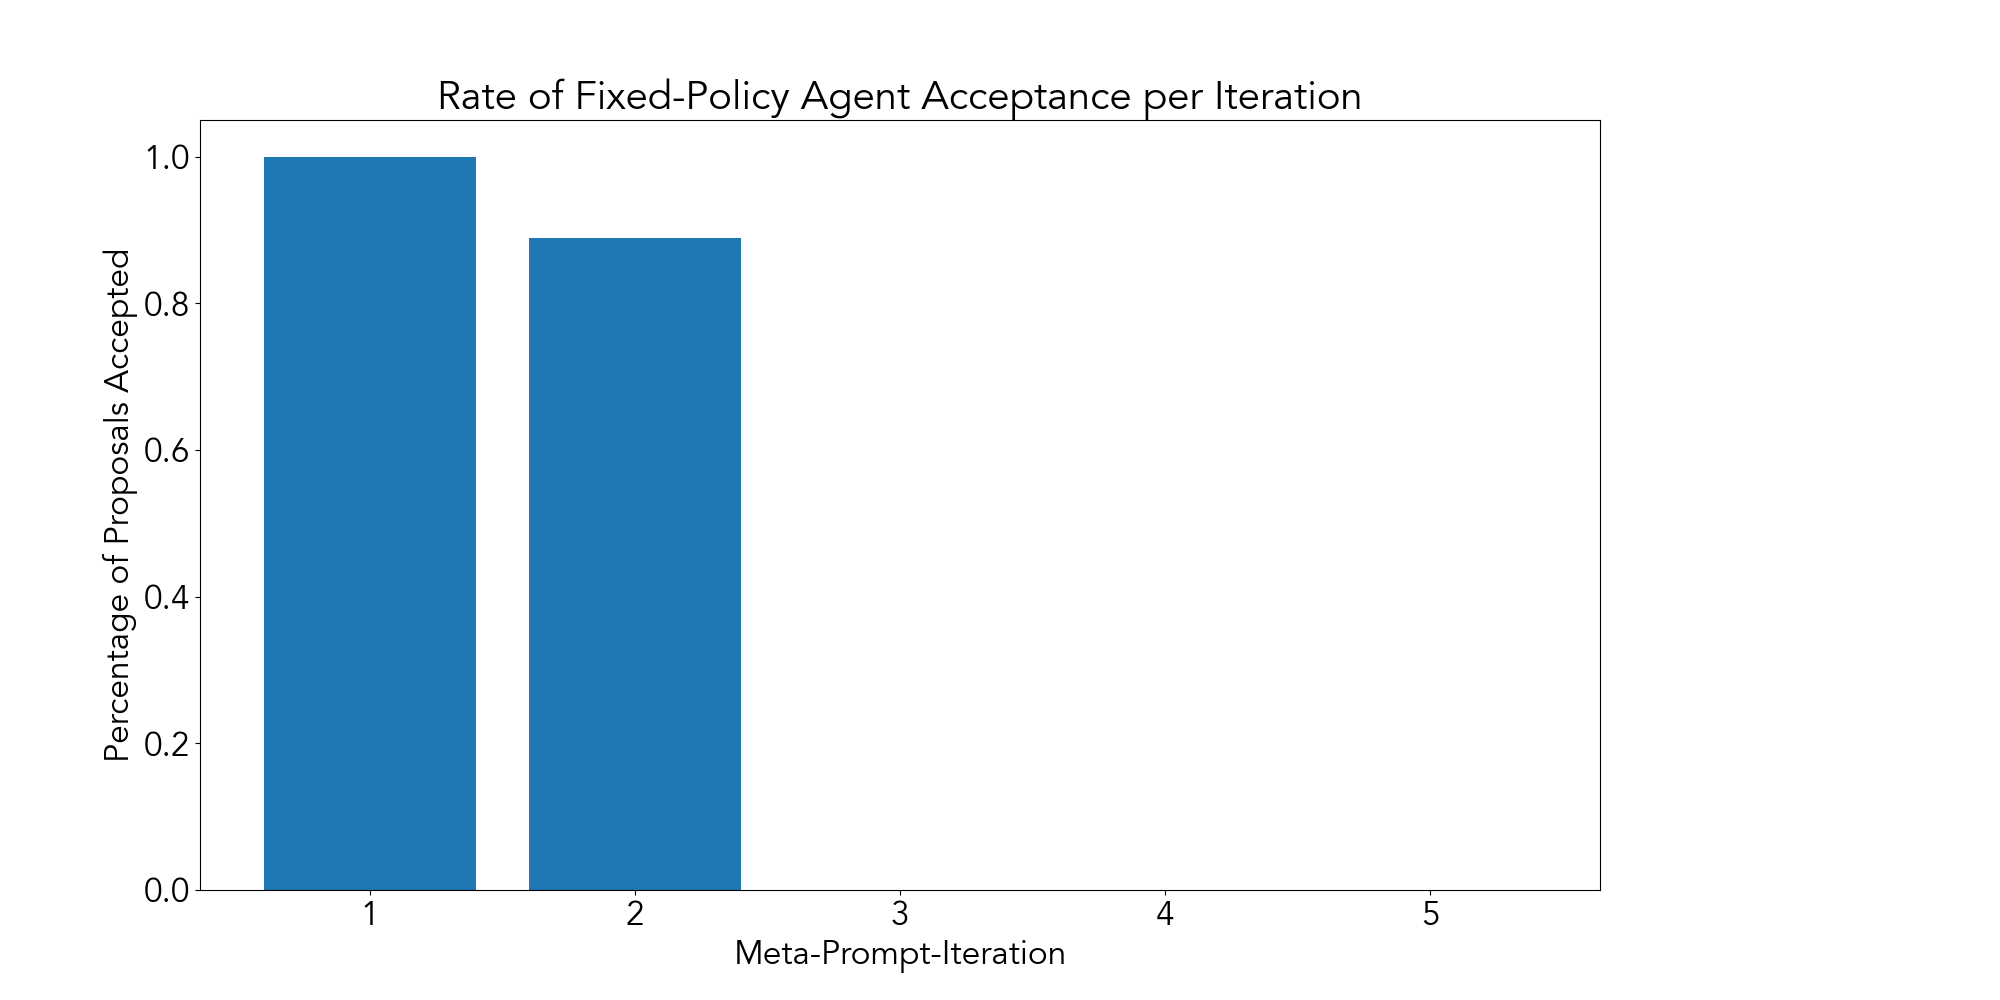 Rate of Fixed-Policy Agent Acceptance per Iteration
Percentage of Proposals Accepted
1.0
0.8
0.6
0.4
0.2
0.0
1 2 3 4 5
Meta-Prompt-Iteration